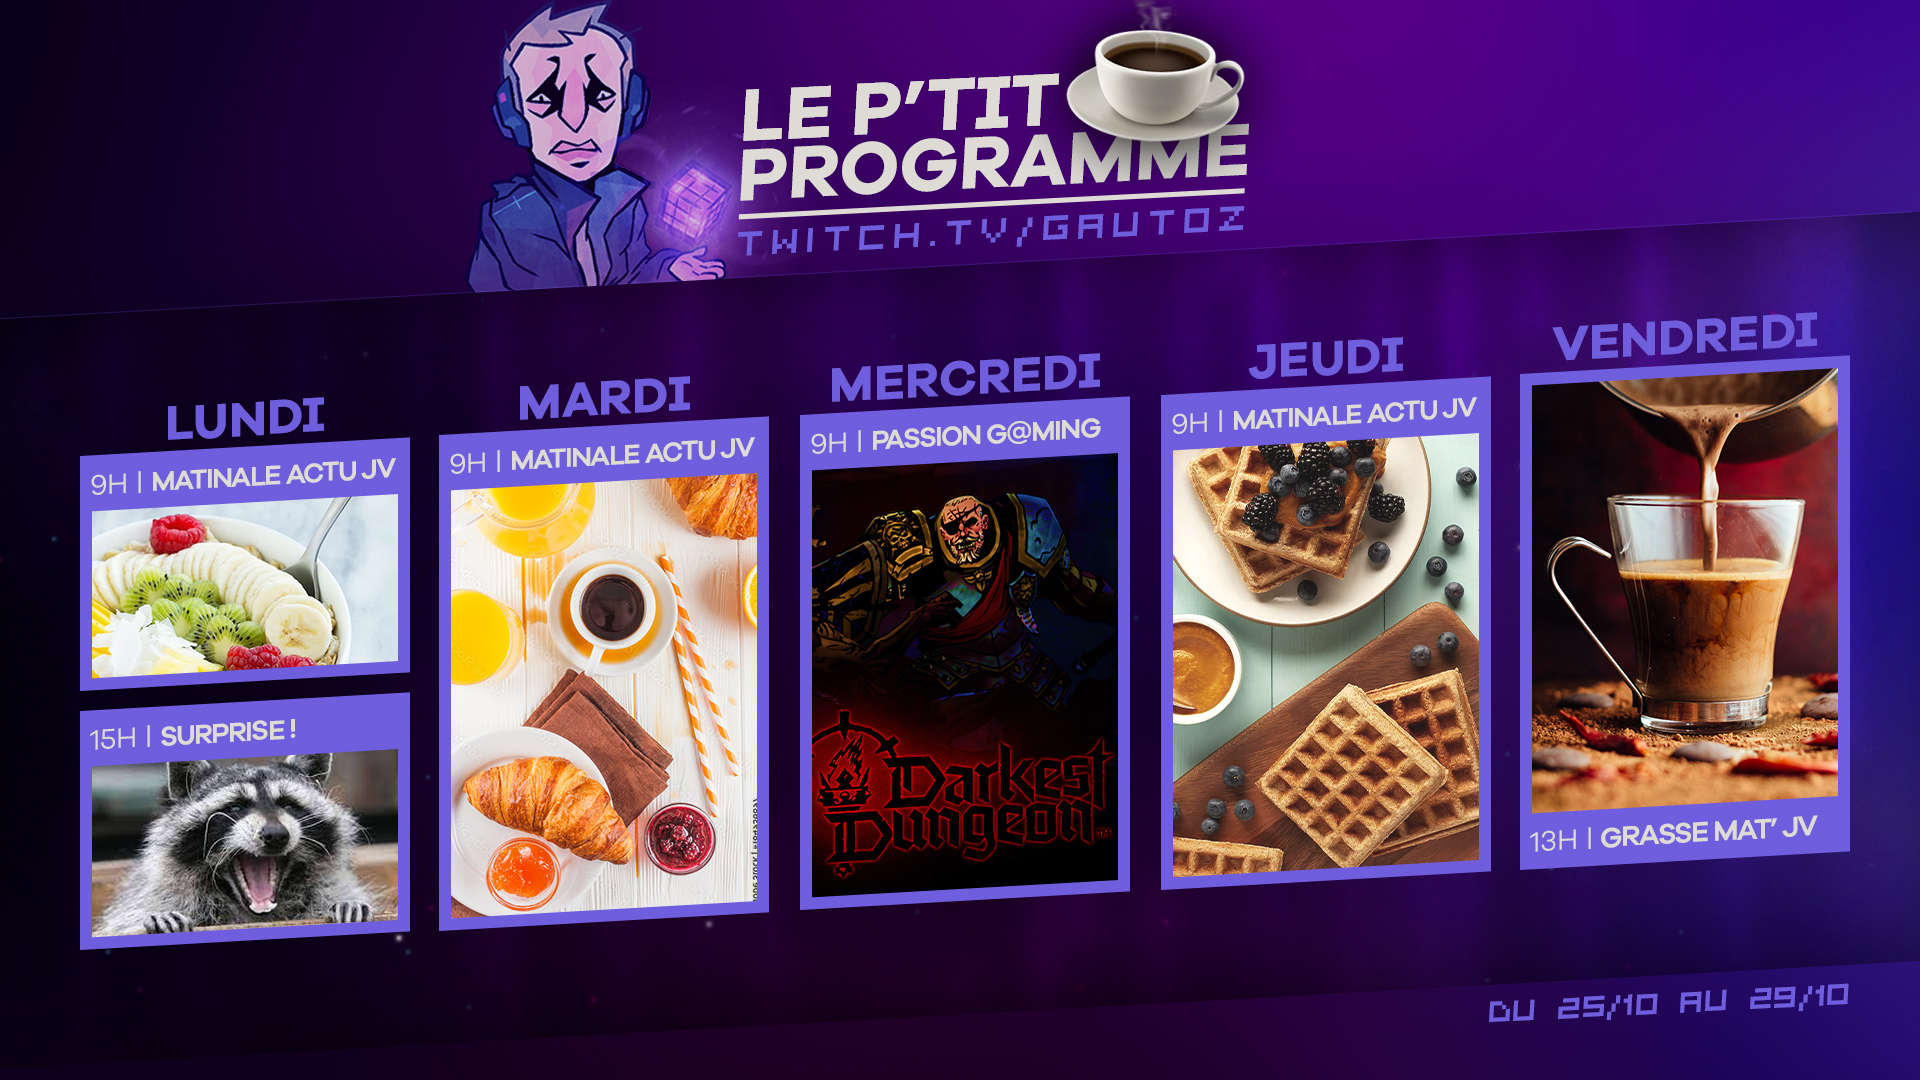 LE P'TIT
PROGRAMME
TWITCH.TV/GAUTOZ
LUNDI
9H | MATINALE ACTU JV
15H | SURPRISE !
MARDI
9H | MATINALE ACTU JV
MERCREDI
9H | PASSION G@MING
Darkest
Dungeon™
JEUDI
9H | MATINALE ACTU JV
VENDREDI
13H | GRASSE MAT' JV
DU 25/10 AU 29/10